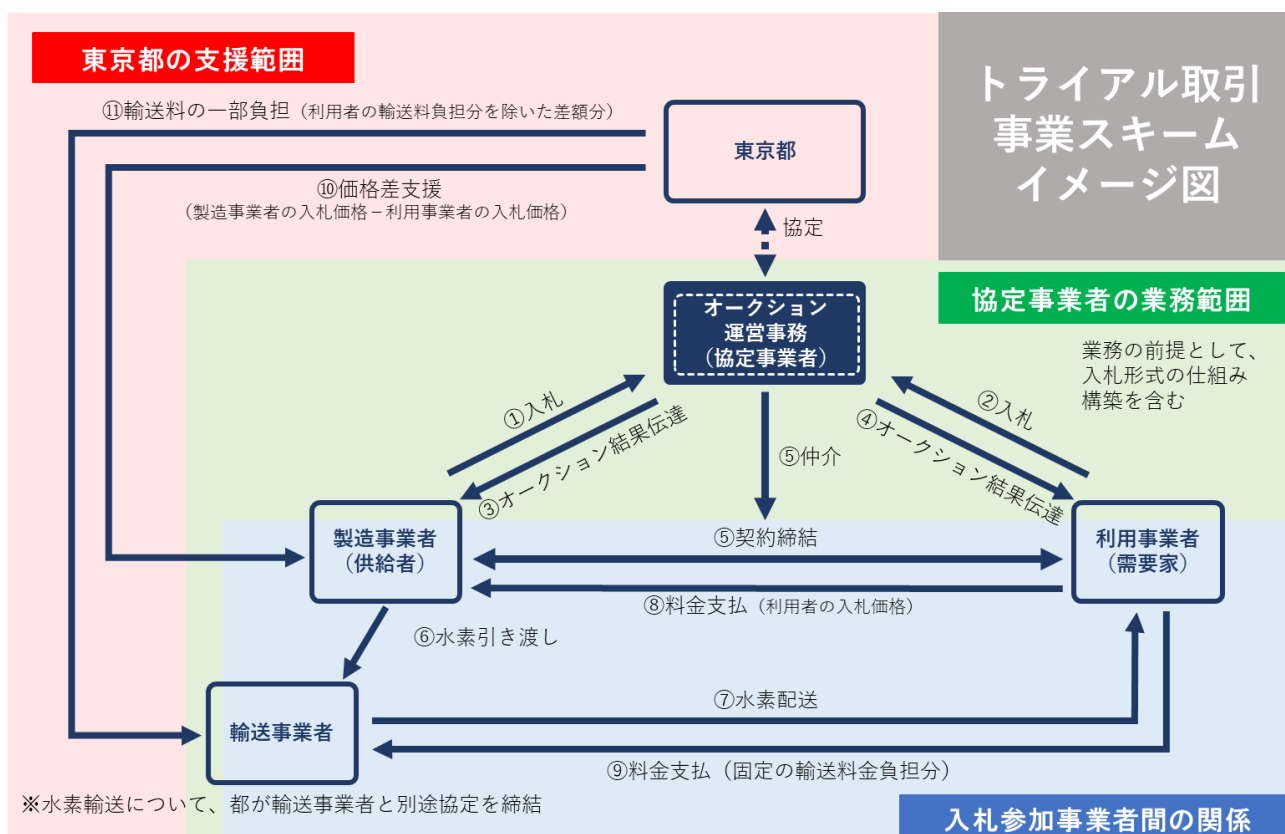 東京都の支援範囲
トライアル取引
事業スキーム
イメージ図
⑪輸送料の一部負担（利用者の輸送料負担分を除いた差額分）
東京都
⑩価格差支援
（製造事業者の入札価格－利用事業者の入札価格）
協定
協定事業者の業務範囲
オークション
運営事務
（協定事業者）
業務の前提として、
入札形式の仕組み
構築を含む
①入札
②入札
③オークション結果伝達
④オークション結果伝達
⑤仲介
製造事業者
（供給者）
⑤契約締結
利用事業者
（需要家）
⑧料金支払（利用者の入札価格）
⑥水素引き渡し
⑦水素配送
輸送事業者
⑨料金支払（固定の輸送料金負担分）
※水素輸送について、都が輸送事業者と別途協定を締結
入札参加事業者間の関係